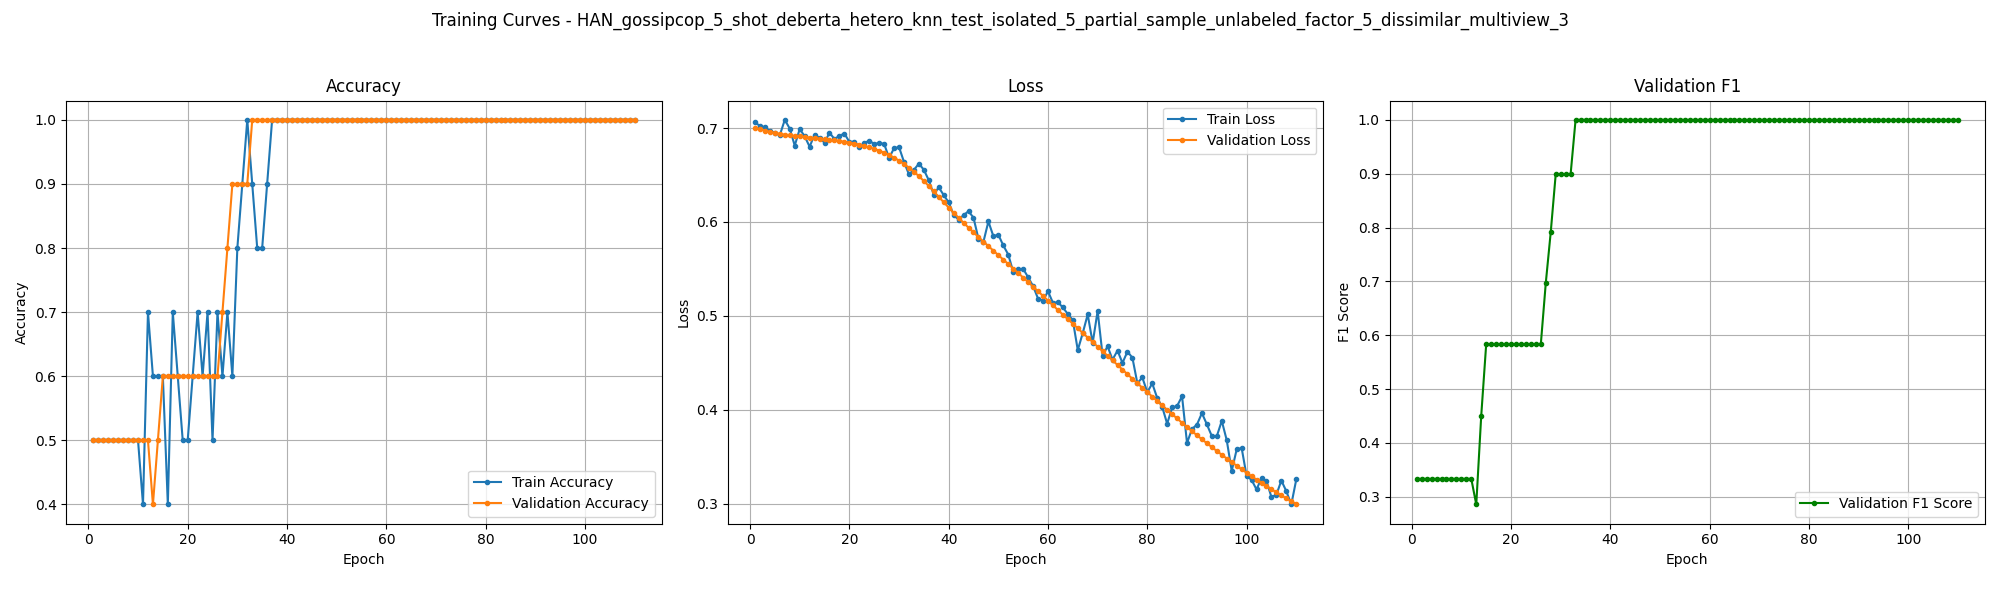 Training Curves - HAN_gossipcop_5_shot_deberta_hetero_knn_test_isolated_5_partial_sample_unlabeled_factor_5_dissimilar_multiview_3
Accuracy
1.0
0.9
0.8
0.7
0.6
0.5
0.4
Accuracy
0 20 40 60 80 100
Epoch
Train Accuracy
Validation Accuracy
Loss
0.7
0.6
0.5
0.4
0.3
Loss
0 20 40 60 80 100
Epoch
Train Loss
Validation Loss
Validation F1
1.0
0.9
0.8
0.7
0.6
0.5
0.4
0.3
F1 Score
0 20 40 60 80 100
Epoch
Validation F1 Score